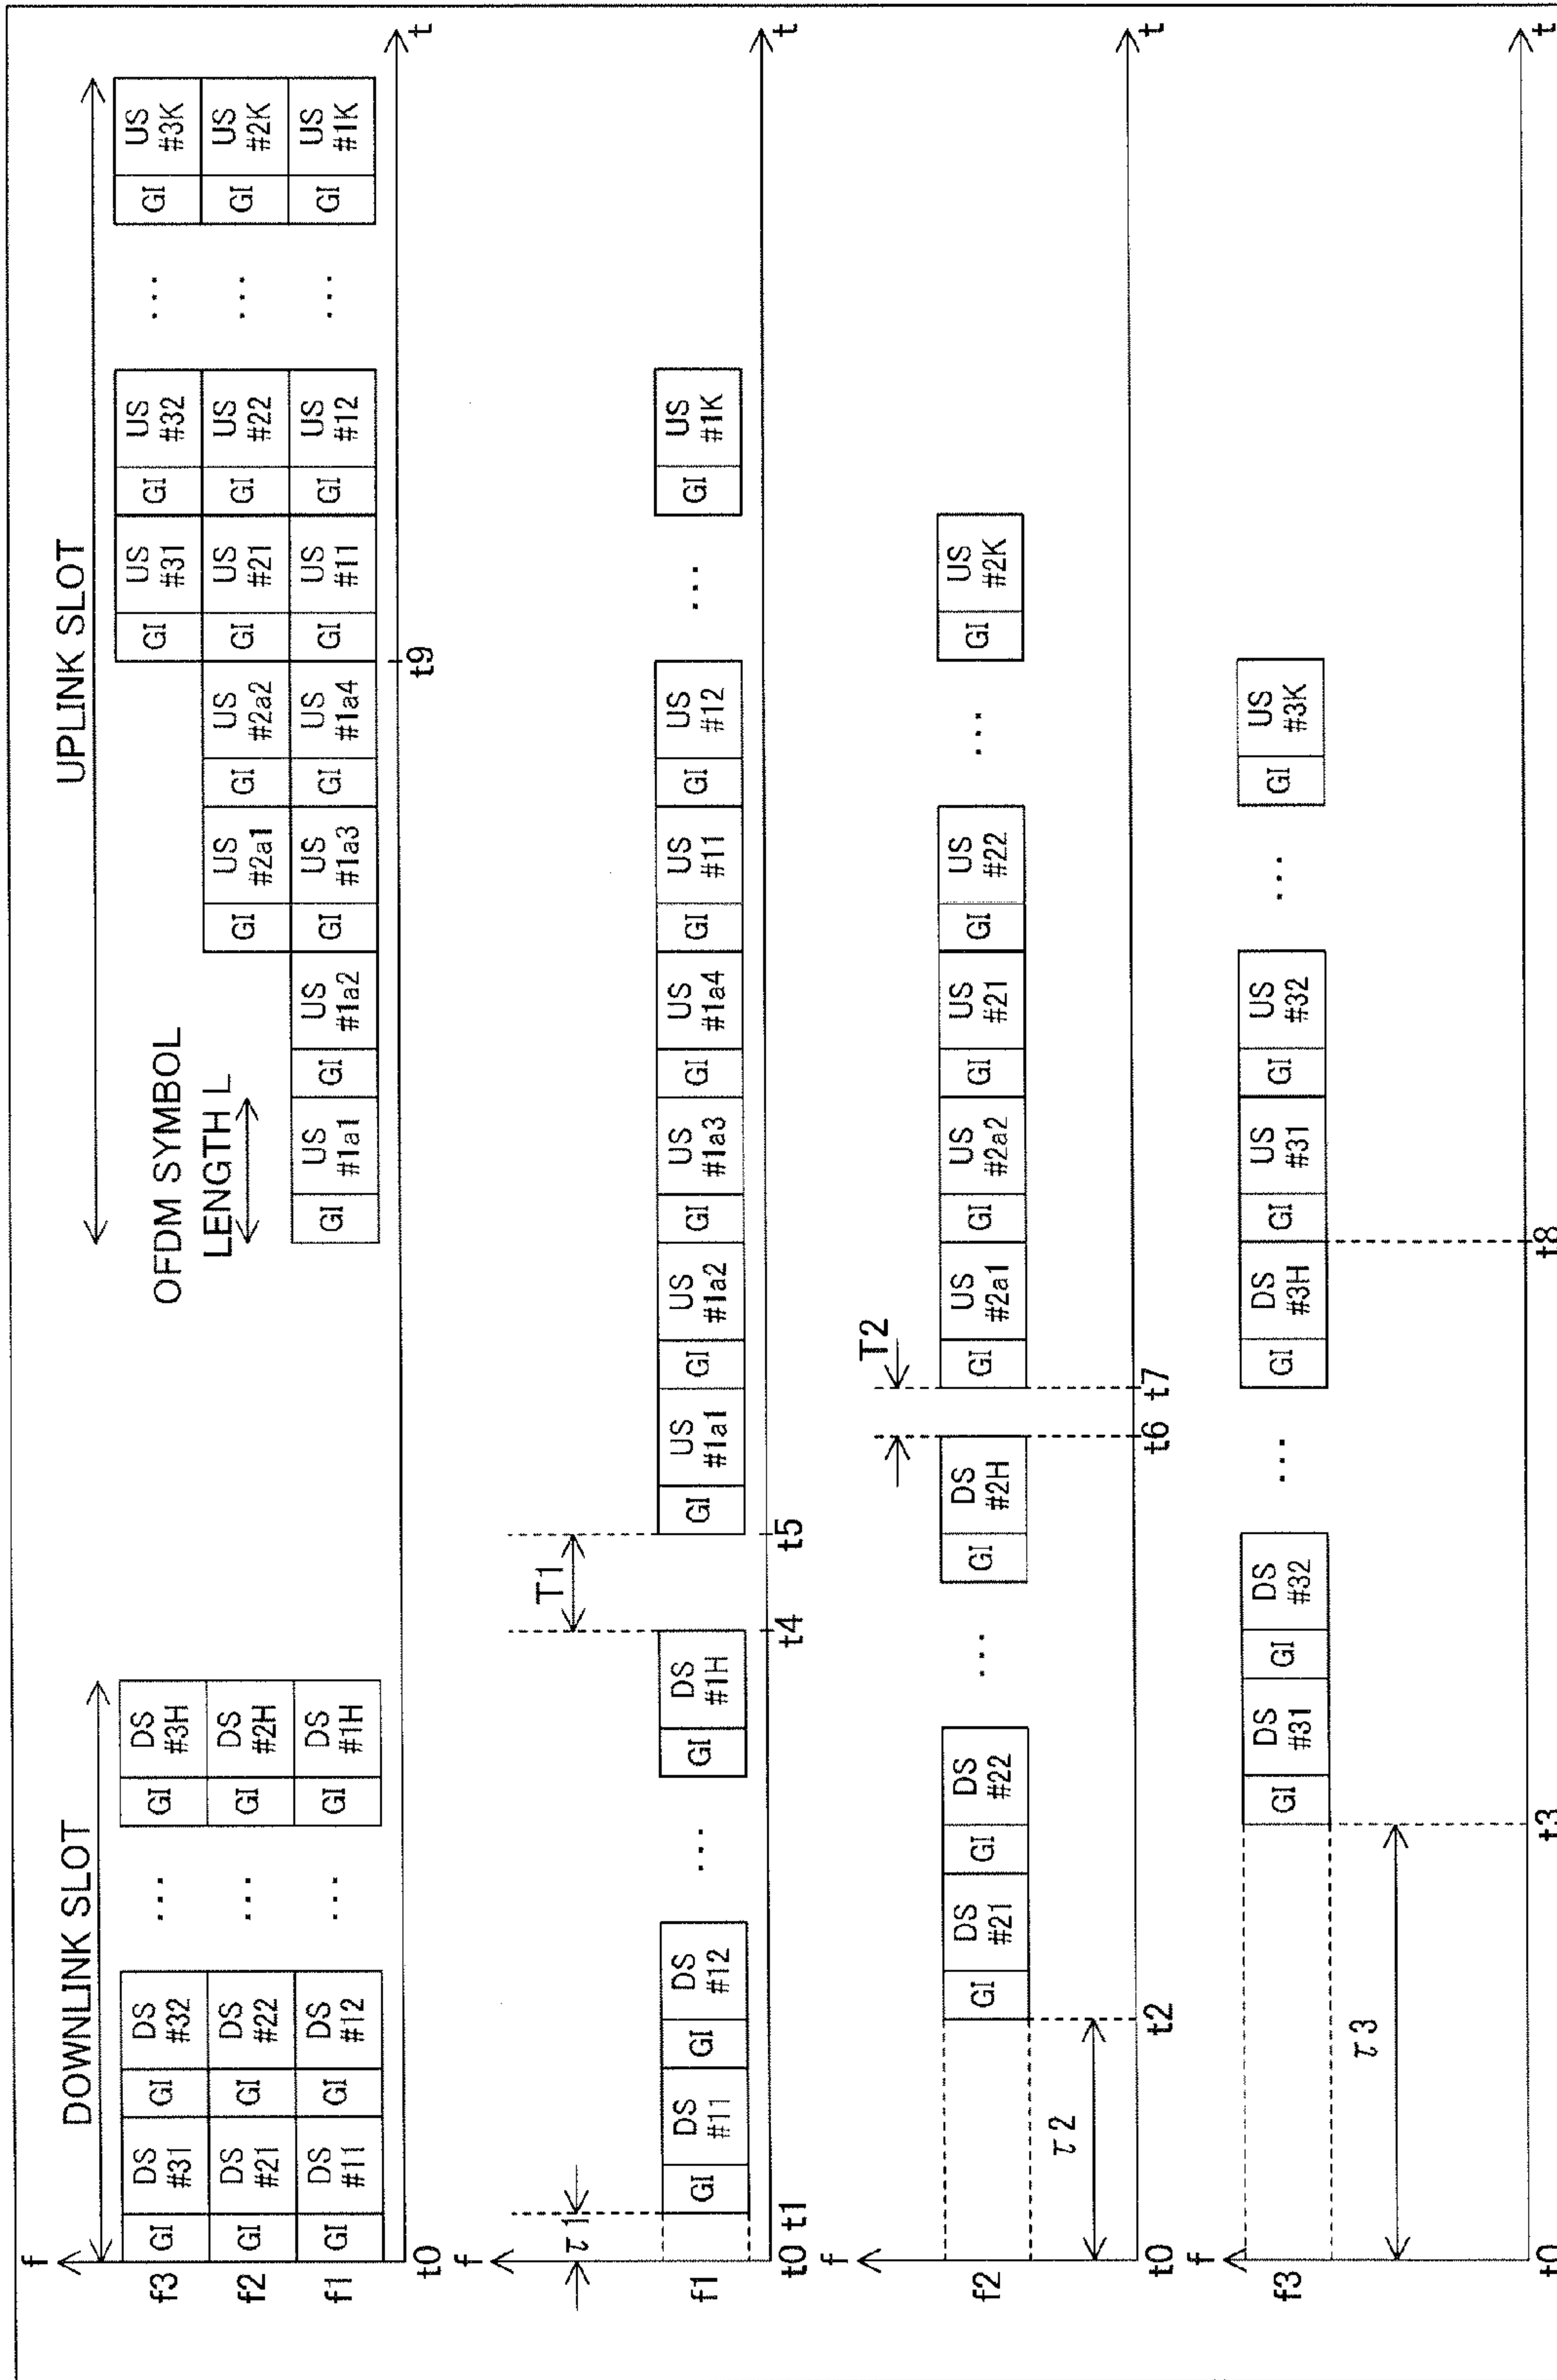 DOWNLINK SLOT
UPLINK SLOT
OFDM SYMBOL
LENGTH L
f
f3
GI
DS
#31
GI
DS
#32
...
GI
DS
#3H
GI
US
#31
GI
US
#32
...
GI
US
#3K
f2
GI
DS
#21
GI
DS
#22
...
GI
DS
#2H
GI
US
#2a1
GI
US
#2a2
GI
US
#21
GI
US
#22
...
GI
US
#2K
f1
GI
DS
#11
GI
DS
#12
...
GI
DS
#1H
GI
US
#1a1
GI
US
#1a2
GI
US
#1a3
GI
US
#1a4
GI
US
#11
GI
US
#12
...
GI
US
#1K
t0
t9
t
f
τ1
T1
f1
GI
DS
#11
GI
DS
#12
...
GI
DS
#1H
GI
US
#1a1
GI
US
#1a2
GI
US
#1a3
GI
US
#1a4
GI
US
#11
GI
US
#12
...
GI
US
#1K
t0
t1
t4
t5
t
f
T2
f2
GI
DS
#21
GI
DS
#22
...
GI
DS
#2H
GI
US
#2a1
GI
US
#2a2
GI
US
#21
GI
US
#22
...
GI
US
#2K
τ2
t0
t2
t6
t7
t
f
f3
GI
DS
#31
GI
DS
#32
...
GI
DS
#3H
GI
US
#31
GI
US
#32
...
GI
US
#3K
τ3
t0
t3
t8
t